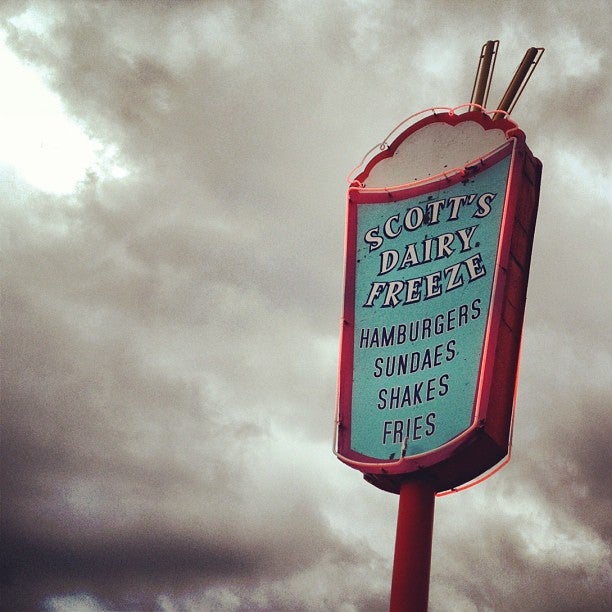 SCOTT'S
DAIRY
FREEZE
HAMBURGERS
SUNDAES
SHAKES
FRIES